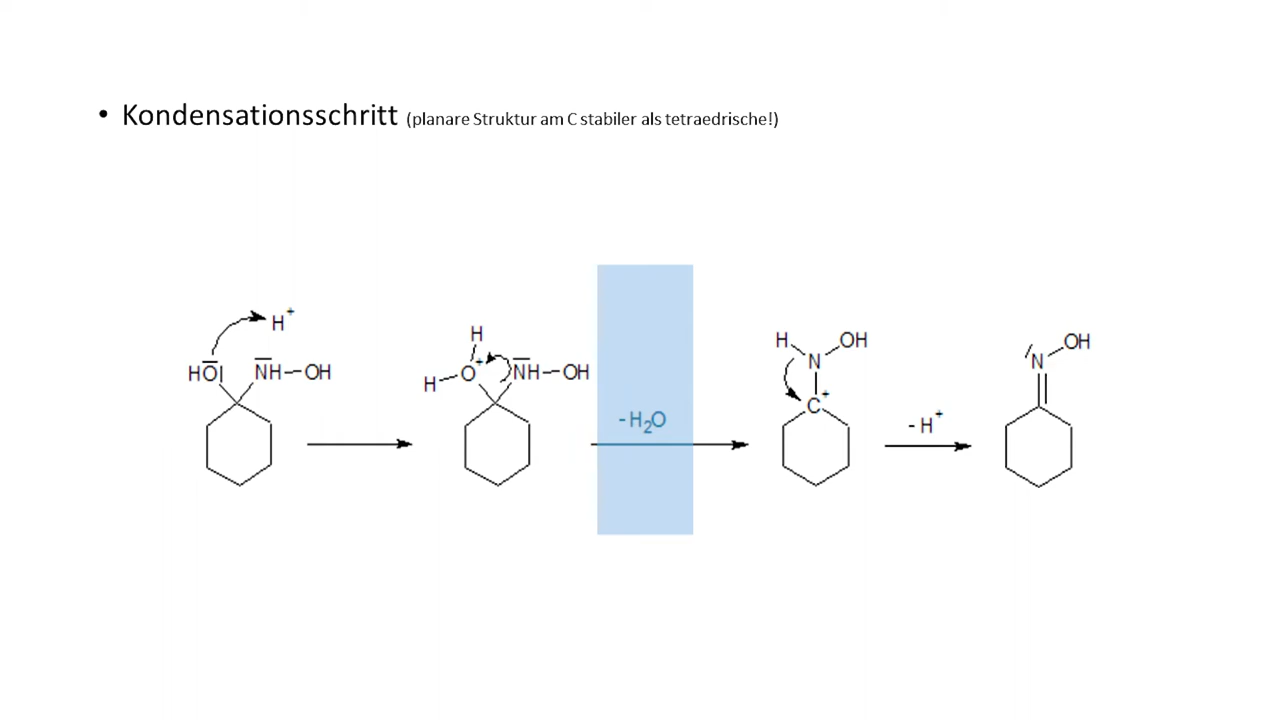 • Kondensationsschritt (planare Struktur am C stabiler als tetraedrische!)
H⁺
HO NH–OH
H
H–O⁺ NH–OH
-H₂O
H N OH
C⁺
-H⁺
N OH